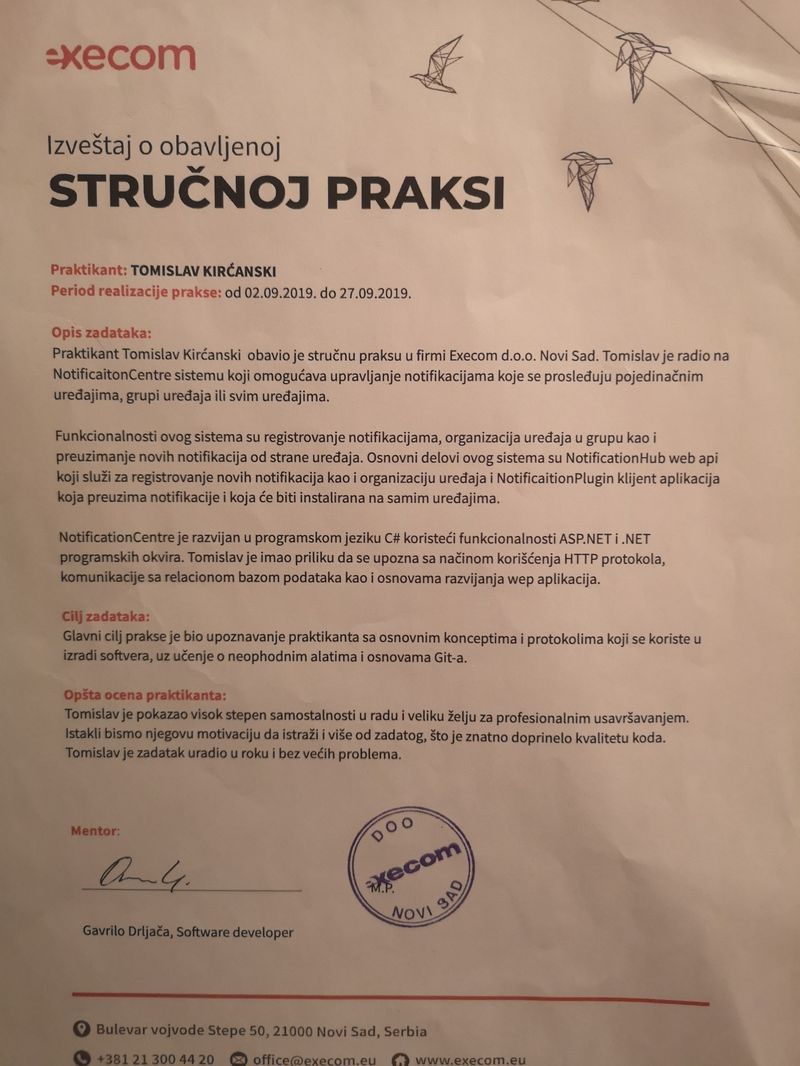 execom
Izveštaj o obavljenoj
STRUČNOJ PRAKSI
Praktikant: TOMISLAV KIRĆANSKI
Period realizacije prakse: od 02.09.2019. do 27.09.2019.
Opis zadataka:
Praktikant Tomislav Kirćanski obavio je stručnu praksu u firmi Execom d.o.o. Novi Sad. Tomislav je radio na
NotificaitonCentre sistemu koji omogućava upravljanje notifikacijama koje se prosleđuju pojedinačnim
uređajima, grupi uređaja ili svim uređajima.
Funkcionalnosti ovog sistema su registrovanje notifikacijama, organizacija uređaja u grupu kao i
preuzimanje novih notifikacija od strane uređaja. Osnovni delovi ovog sistema su NotificationHub web api
koji služi za registrovanje novih notifikacija kao i organizaciju uređaja i NotificaitionPlugin klijent aplikacija
koja preuzima notifikacije i koja će biti instalirana na samim uređajima.
NotificationCentre je razvijan u programskom jeziku C# koristeći funkcionalnosti ASP.NET i .NET
programskih okvira. Tomislav je imao priliku da se upozna sa načinom korišćenja HTTP protokola,
komunikacije sa relacionom bazom podataka kao i osnovama razvijanja wep aplikacija.
Cilj zadataka:
Glavni cilj prakse je bio upoznavanje praktikanta sa osnovnim konceptima i protokolima koji se koriste u
izradi softvera, uz učenje o neophodnim alatima i osnovama Git-a.
Opšta ocena praktikanta:
Tomislav je pokazao visok stepen samostalnosti u radu i veliku želju za profesionalnim usavršavanjem.
Istakli bismo njegovu motivaciju da istraži i više od zadatog, što je znatno doprinelo kvalitetu koda.
Tomislav je zadatak uradio u roku i bez većih problema.
Mentor:
DOO
execom
M.P.
NOVI SAD
Gavrilo Drljača, Software developer
Bulevar vojvode Stepe 50, 21000 Novi Sad, Serbia
+381 21 300 44 20 office@execom.eu www.execom.eu